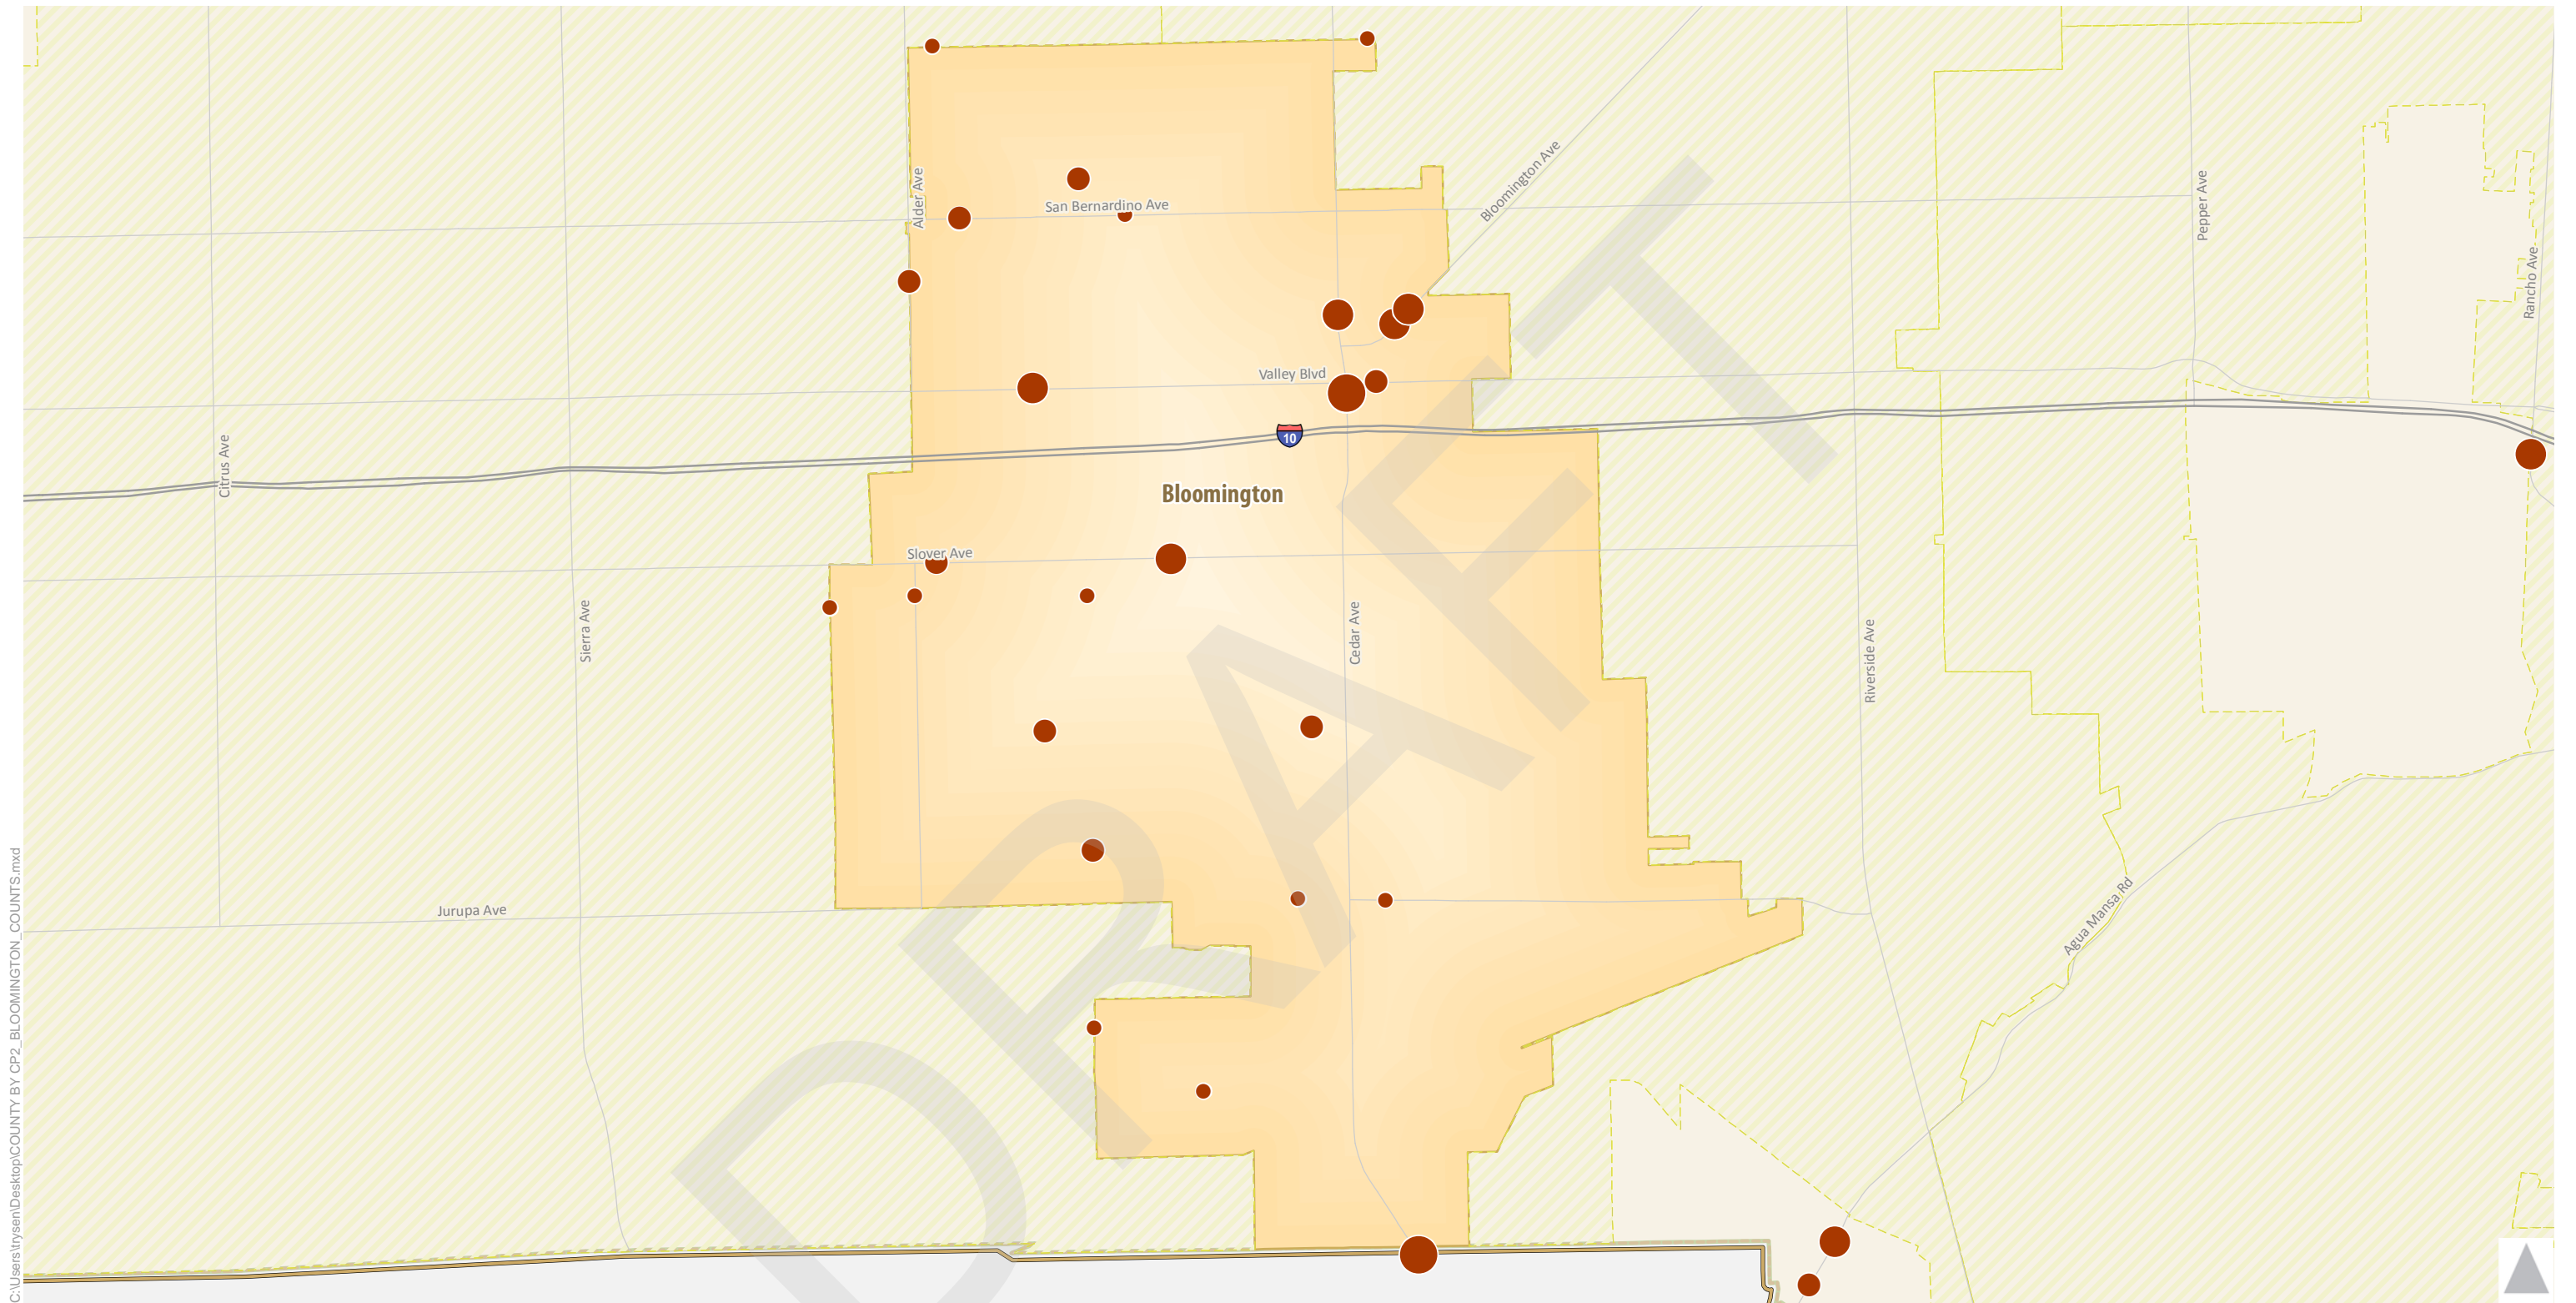 Alder Ave
San Bernardino Ave
Bloomington Ave
Pepper Ave
Rancho Ave
Valley Blvd
10
Citrus Ave
Bloomington
Slover Ave
Sierra Ave
Cedar Ave
Riverside Ave
Jurupa Ave
Agua Mansa Rd
DRAFT
C:\Users\trysen\Desktop\COUNTY BY CP2_BLOOMINGTON_COUNTS.mxd